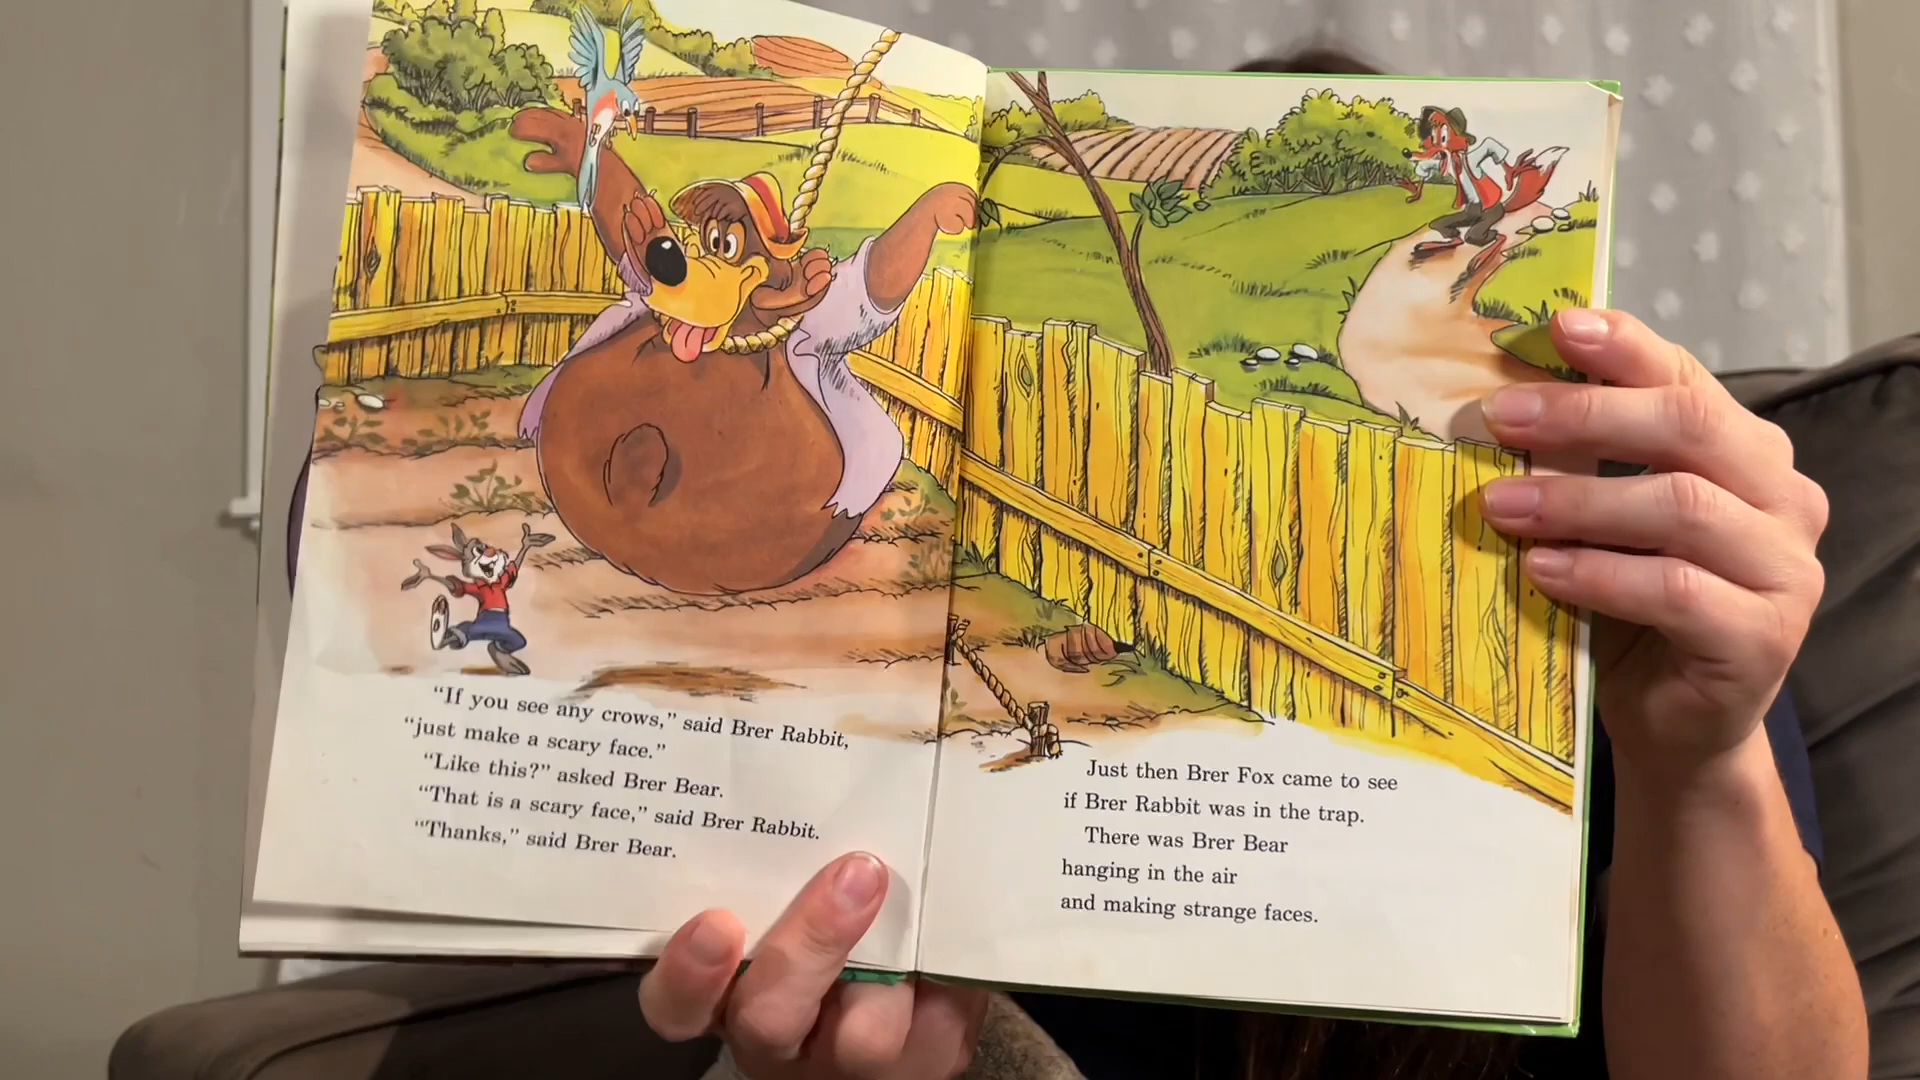 “If you see any crows,” said Brer Rabbit,
“just make a scary face.”
“Like this?” asked Brer Bear.
“That is a scary face,” said Brer Rabbit.
“Thanks,” said Brer Bear.
Just then Brer Fox came to see
if Brer Rabbit was in the trap.
There was Brer Bear
hanging in the air
and making strange faces.